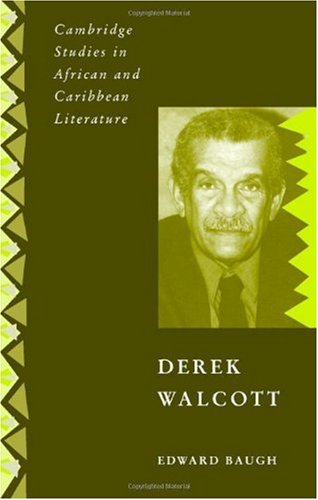 Cambridge
Studies in
African and
Caribbean
Literature
DEREK
WALCOTT
EDWARD BAUGH